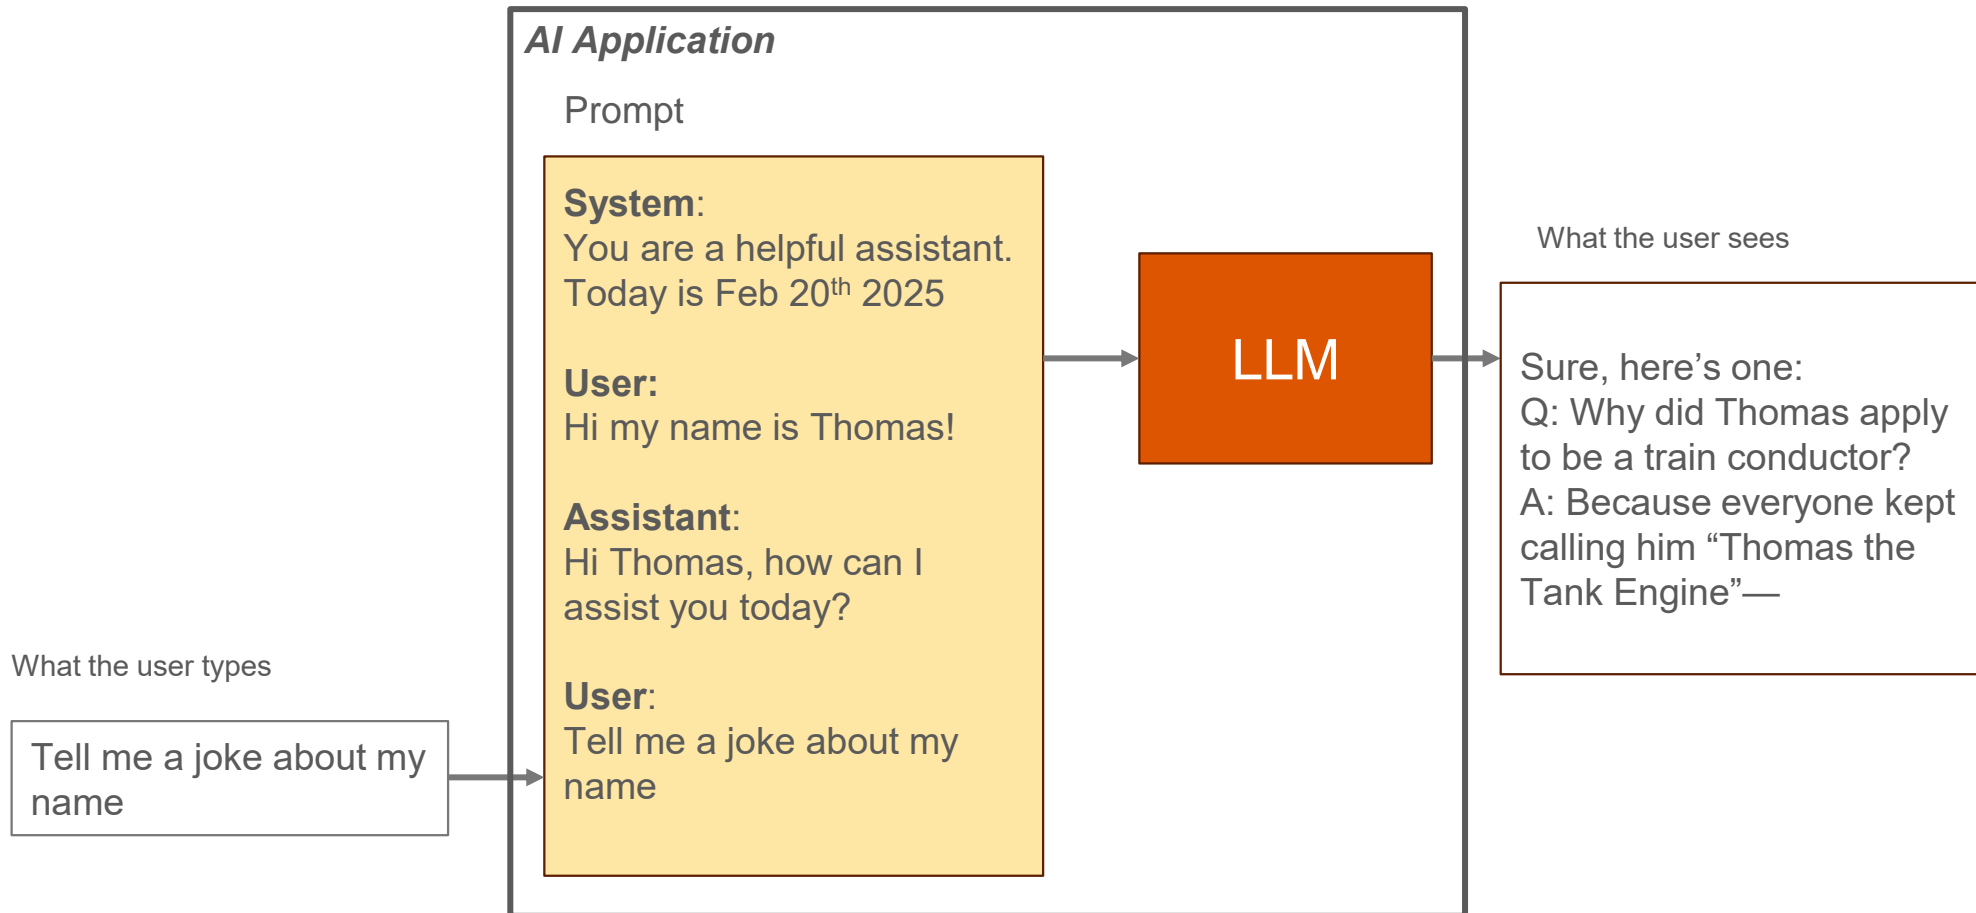 AI Application
Prompt
System:
You are a helpful assistant.
Today is Feb 20th 2025
User:
Hi my name is Thomas!
Assistant:
Hi Thomas, how can I
assist you today?
User:
Tell me a joke about my
name
What the user types
Tell me a joke about my
name
LLM
What the user sees
Sure, here’s one:
Q: Why did Thomas apply
to be a train conductor?
A: Because everyone kept
calling him “Thomas the
Tank Engine”—